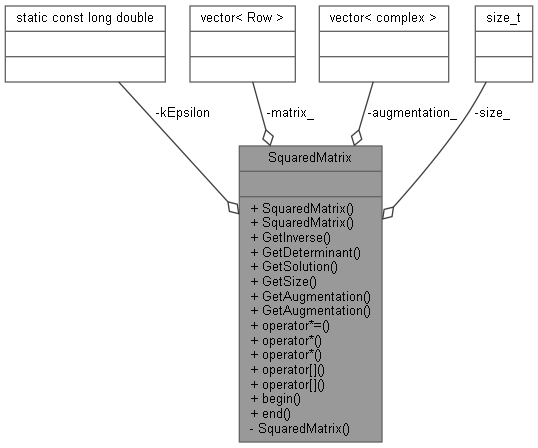 static const long double
vector< Row >
vector< complex >
size_t
-kEpsilon
-matrix_
-augmentation_
-size_
SquaredMatrix
+ SquaredMatrix()
+ SquaredMatrix()
+ GetInverse()
+ GetDeterminant()
+ GetSolution()
+ GetSize()
+ GetAugmentation()
+ GetAugmentation()
+ operator*=()
+ operator*()
+ operator*()
+ operator[]()
+ operator[]()
+ begin()
+ end()
- SquaredMatrix()